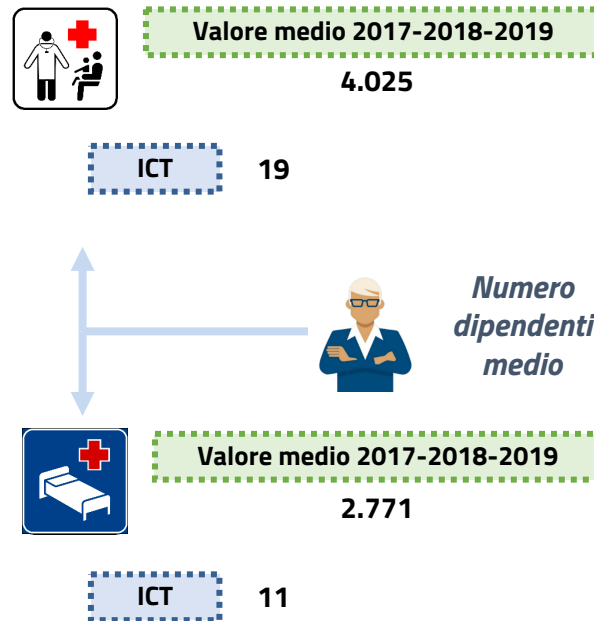 Valore medio 2017-2018-2019
4.025
ICT 19
Numero
dipendenti
medio
Valore medio 2017-2018-2019
2.771
ICT 11